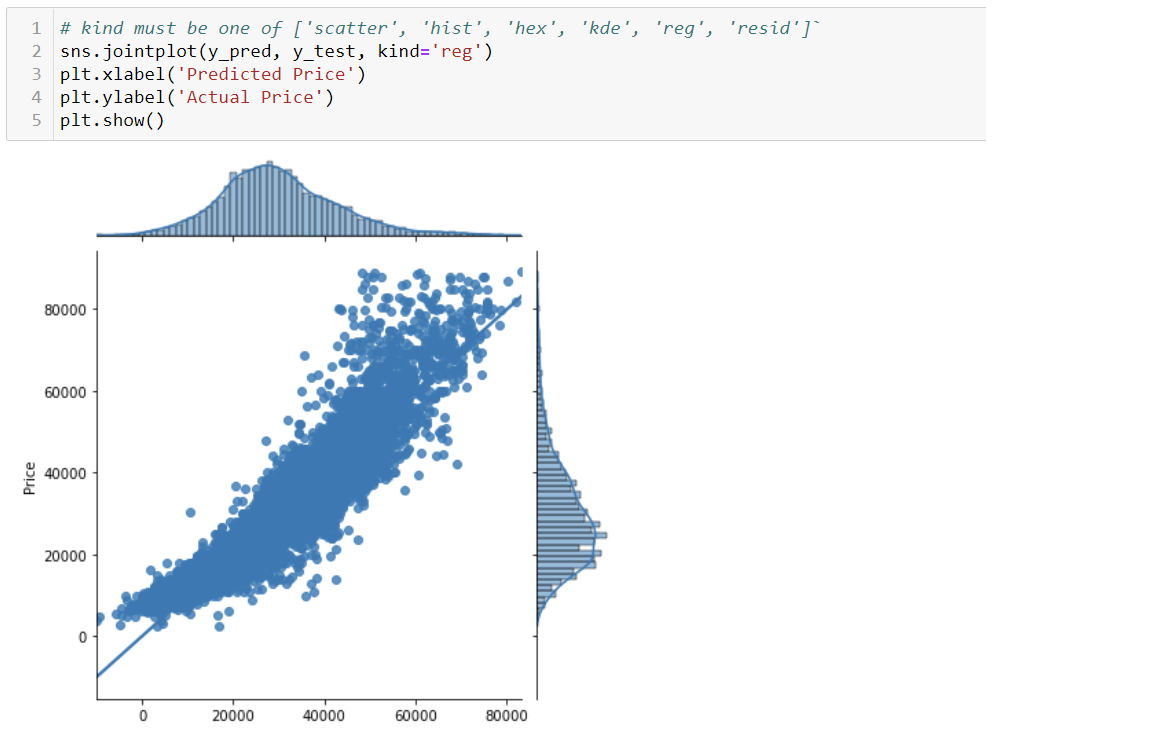 1 # kind must be one of ['scatter', 'hist', 'hex', 'kde', 'reg', 'resid']`
2 sns.jointplot(y_pred, y_test, kind='reg')
3 plt.xlabel('Predicted Price')
4 plt.ylabel('Actual Price')
5 plt.show()
80000
60000
Price
40000
20000
0
0 20000 40000 60000 80000